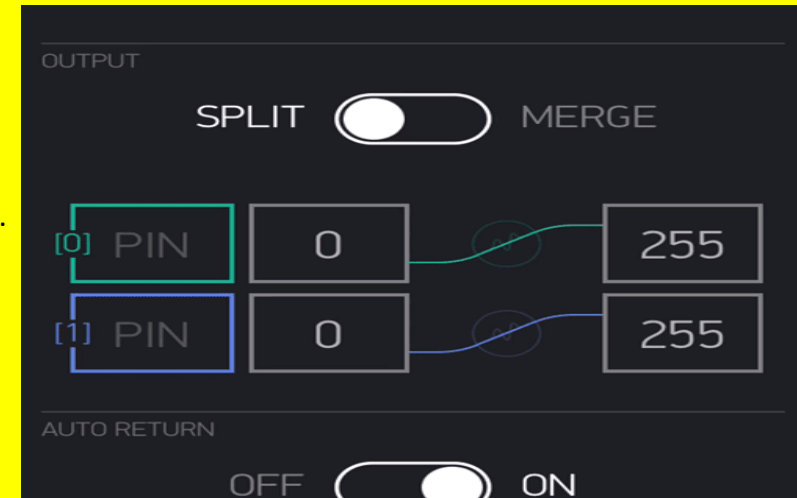 OUTPUT
SPLIT MERGE
.
[0] PIN 0 255
[1] PIN 0 255
AUTO RETURN
OFF ON